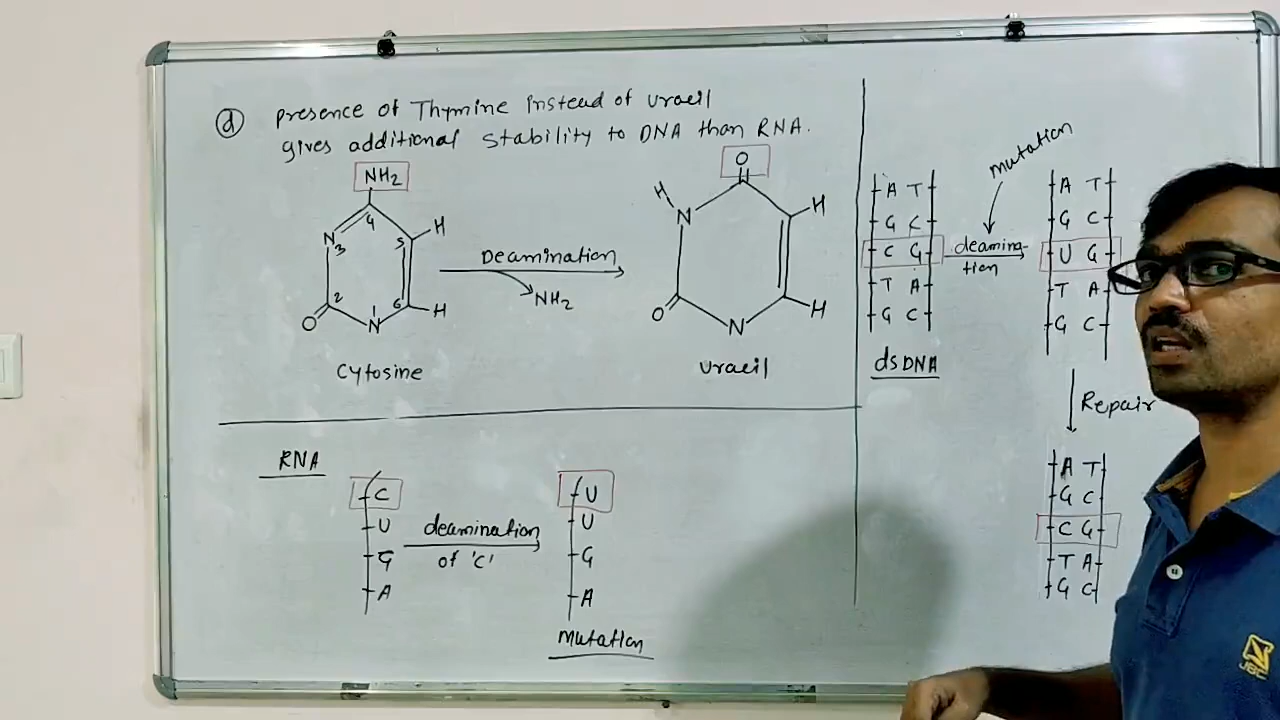 d presence of Thymine instead of Uracil
gives additional stability to DNA than RNA.
NH2
N 3
4
5 H
2
6 H
O
N 1
Cytosine
Deamination
NH2
O
H
N
H
O
N
H
Uracil
A T
G C
C G
T A
G C
dsDNA
deamina-
tion
mutation
A T
G C
U G
T A
G C
Repair
A T
G C
C G
T A
G C
RNA
C
U
G
A
deamination
of 'C'
U
U
G
A
Mutation
JBC